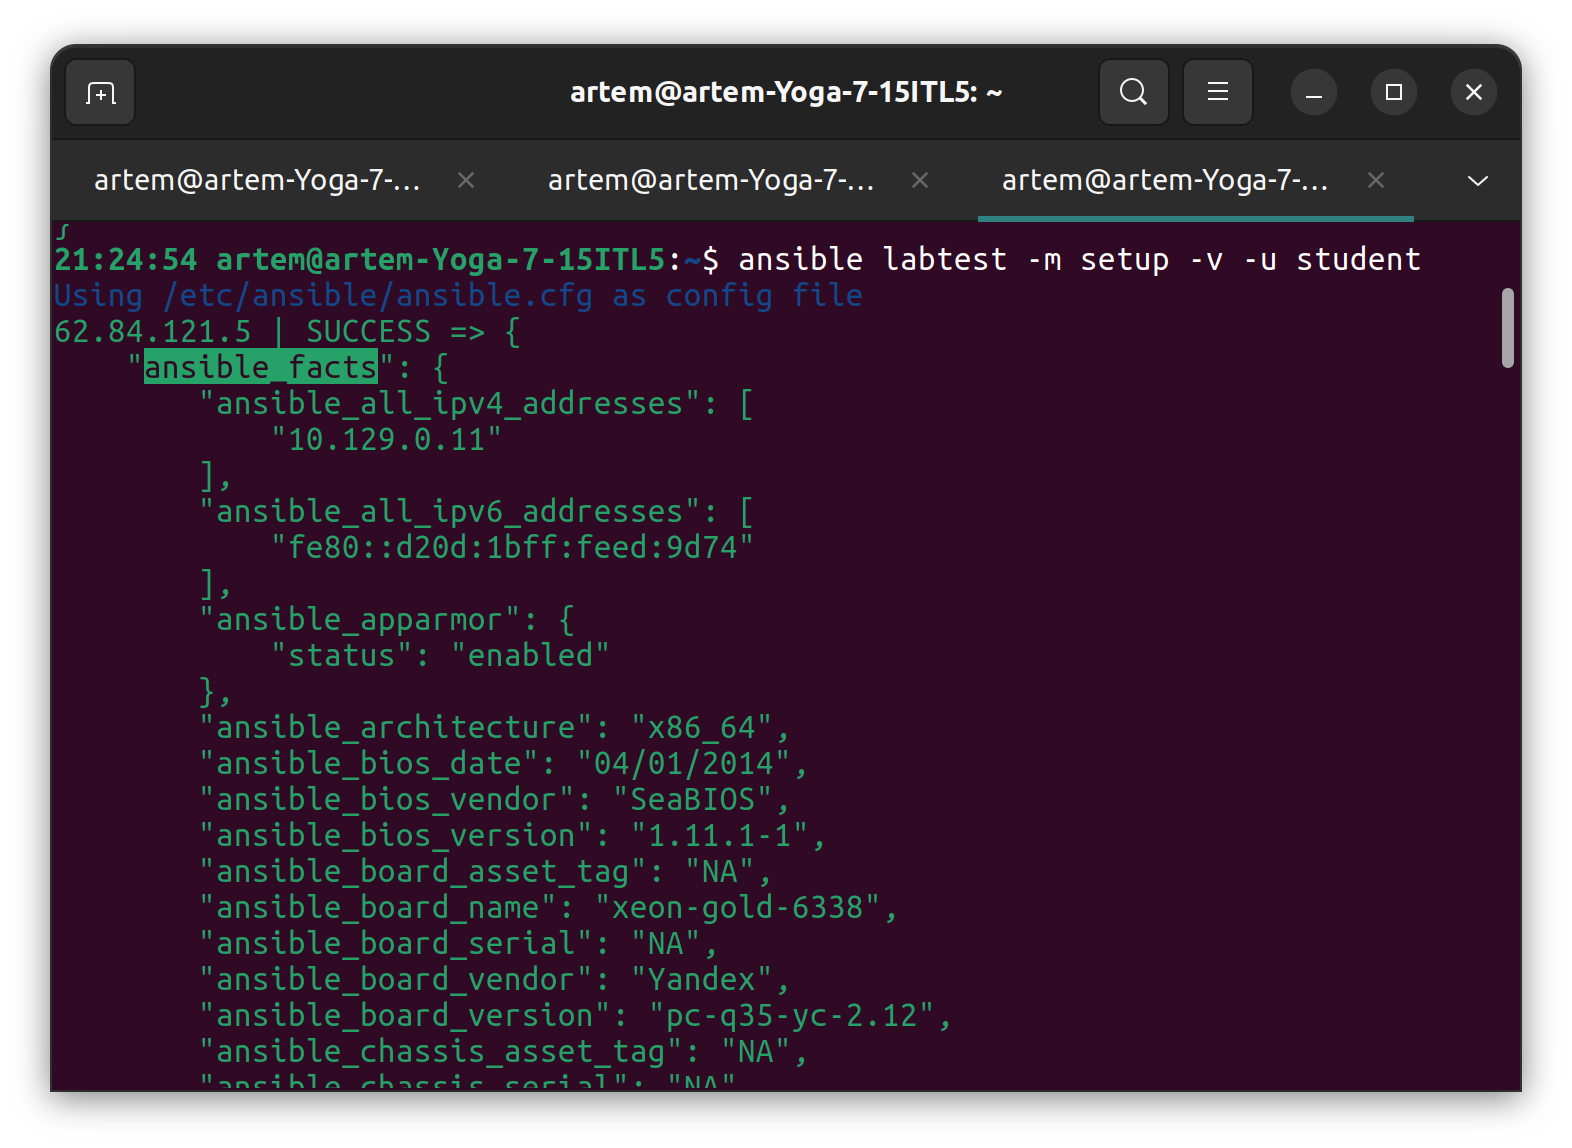 artem@artem-Yoga-7-15ITL5: ~
artem@artem-Yoga-7-... artem@artem-Yoga-7-... artem@artem-Yoga-7-...
}
21:24:54 artem@artem-Yoga-7-15ITL5:~$ ansible labtest -m setup -v -u student
Using /etc/ansible/ansible.cfg as config file
62.84.121.5 | SUCCESS => {
    "ansible_facts": {
        "ansible_all_ipv4_addresses": [
            "10.129.0.11"
        ],
        "ansible_all_ipv6_addresses": [
            "fe80::d20d:1bff:feed:9d74"
        ],
        "ansible_apparmor": {
            "status": "enabled"
        },
        "ansible_architecture": "x86_64",
        "ansible_bios_date": "04/01/2014",
        "ansible_bios_vendor": "SeaBIOS",
        "ansible_bios_version": "1.11.1-1",
        "ansible_board_asset_tag": "NA",
        "ansible_board_name": "xeon-gold-6338",
        "ansible_board_serial": "NA",
        "ansible_board_vendor": "Yandex",
        "ansible_board_version": "pc-q35-yc-2.12",
        "ansible_chassis_asset_tag": "NA",
        "ansible_chassis_serial": "NA"